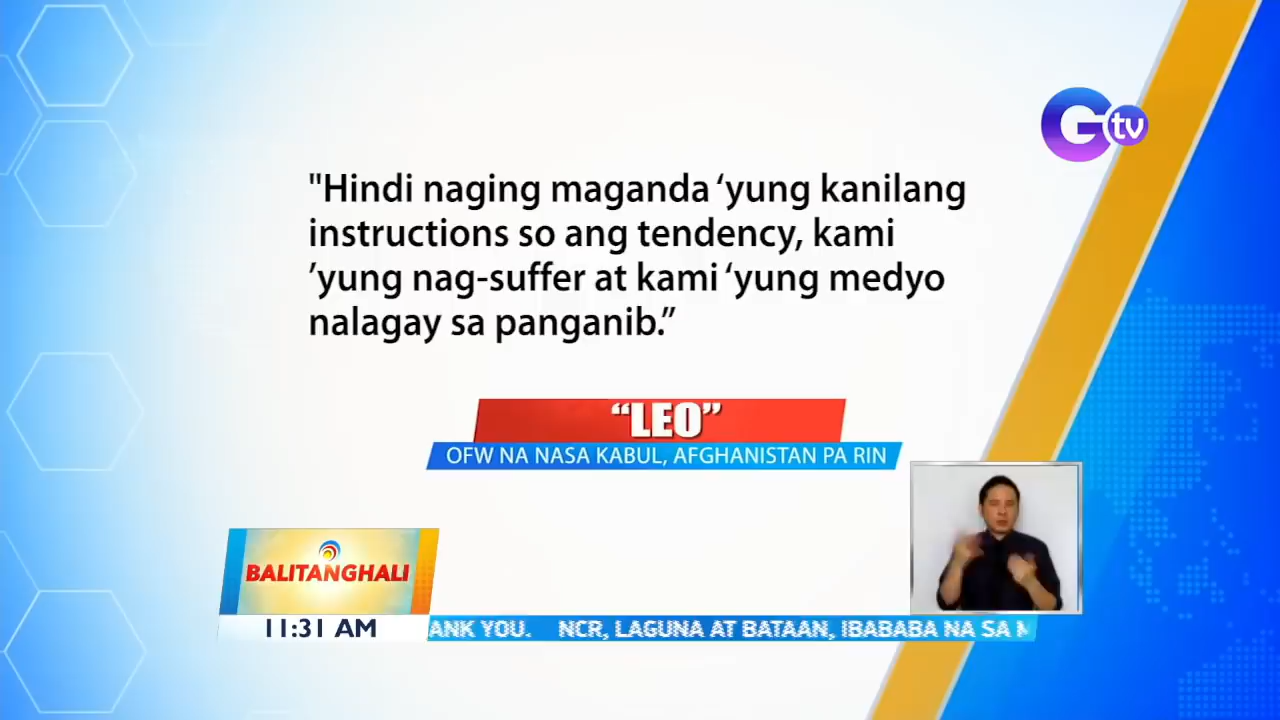 Gtv
"Hindi naging maganda ‘yung kanilang
instructions so ang tendency, kami
’yung nag-suffer at kami ‘yung medyo
nalagay sa panganib.”
“LEO”
OFW NA NASA KABUL, AFGHANISTAN PA RIN
BALITANGHALI
11:31 AM
ANK YOU. NCR, LAGUNA AT BATAAN, IBABABA NA SA